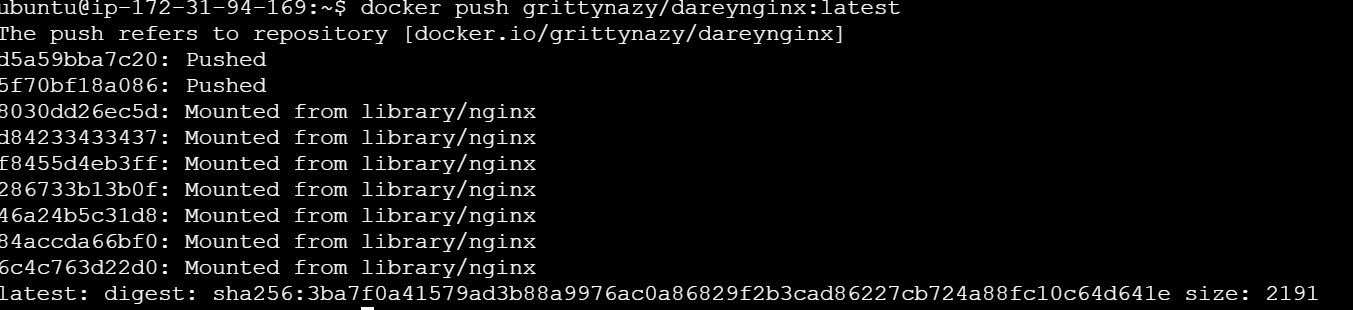 ubuntu@ip-172-31-94-169:~$ docker push grittynazy/dareynginx:latest
The push refers to repository [docker.io/grittynazy/dareynginx]
d5a59bba7c20: Pushed
5f70bf18a086: Pushed
8030dd26ec5d: Mounted from library/nginx
d84233433437: Mounted from library/nginx
f8455d4eb3ff: Mounted from library/nginx
286733b13b0f: Mounted from library/nginx
46a24b5c31d8: Mounted from library/nginx
84accda66bf0: Mounted from library/nginx
6c4c763d22d0: Mounted from library/nginx
latest: digest: sha256:3ba7f0a41579ad3b88a9976ac0a86829f2b3cad86227cb724a88fc10c64d641e size: 2191